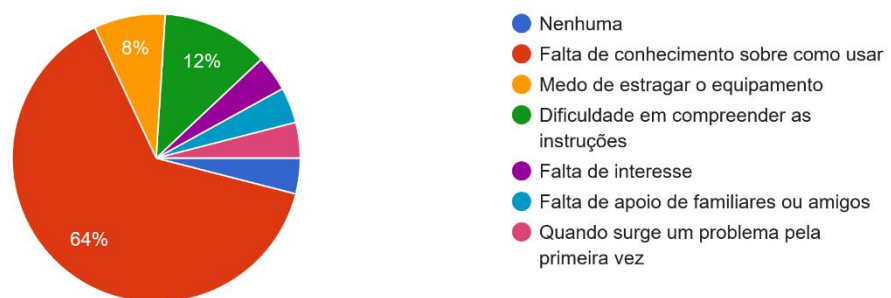 8%
12%
64%
Nenhuma
Falta de conhecimento sobre como usar
Medo de estragar o equipamento
Dificuldade em compreender as
instruções
Falta de interesse
Falta de apoio de familiares ou amigos
Quando surge um problema pela
primeira vez